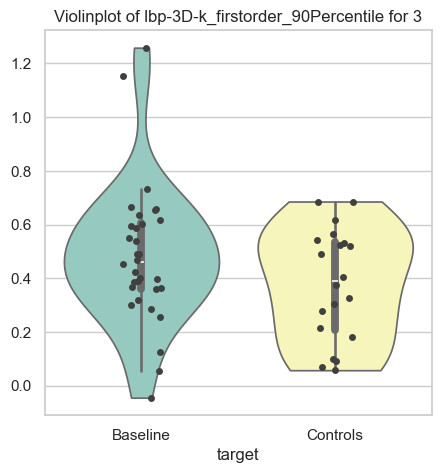 Violinplot of lbp-3D-k_firstorder_90Percentile for 3
1.2
1.0
0.8
0.6
0.4
0.2
0.0
Baseline Controls
target